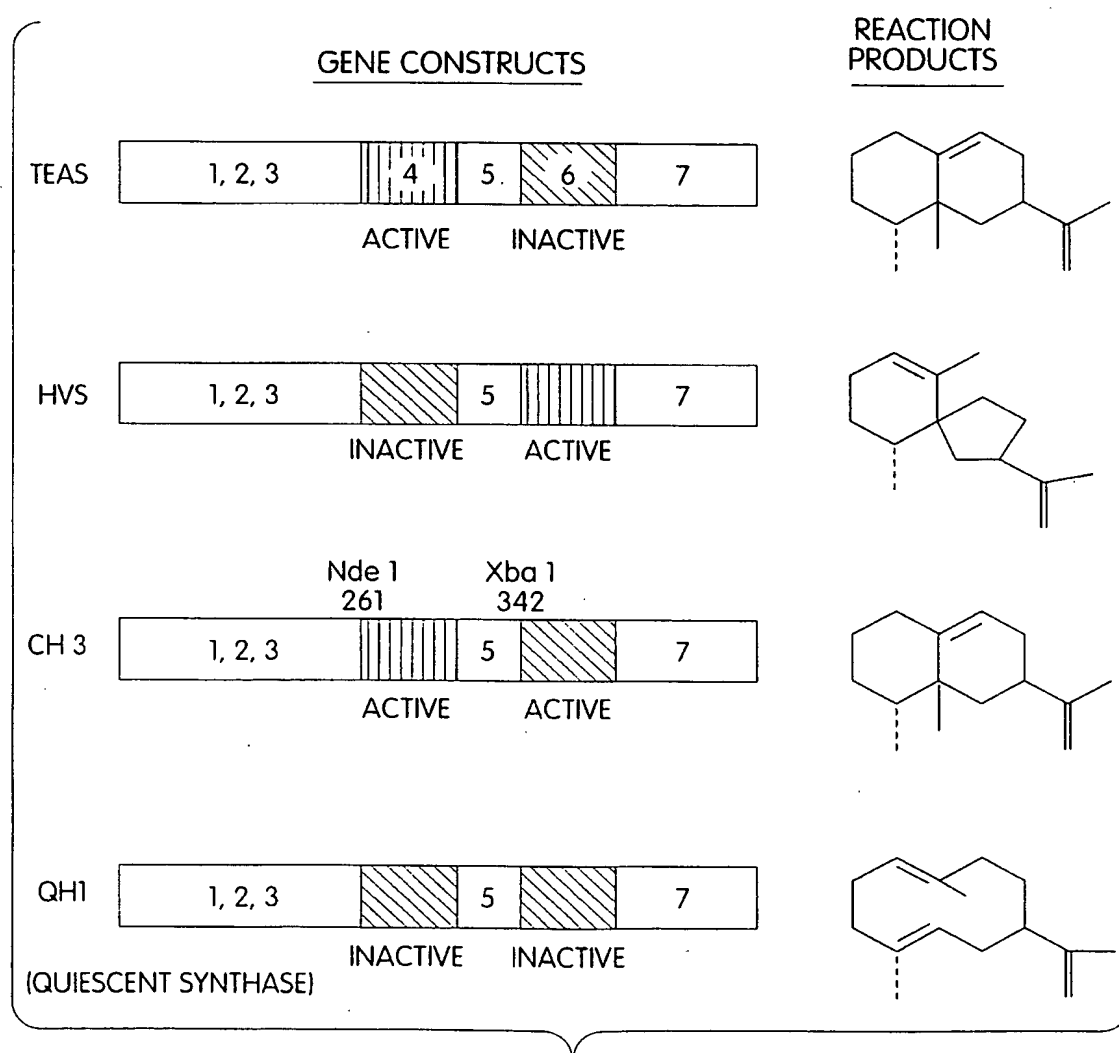 GENE CONSTRUCTS
REACTION
PRODUCTS
TEAS
1, 2, 3 4 5 6 7
ACTIVE INACTIVE
HVS
1, 2, 3 5 7
INACTIVE ACTIVE
Nde 1 Xba 1
261 342
CH 3
1, 2, 3 5 7
ACTIVE ACTIVE
QH1
1, 2, 3 5 7
INACTIVE INACTIVE
(QUIESCENT SYNTHASE)